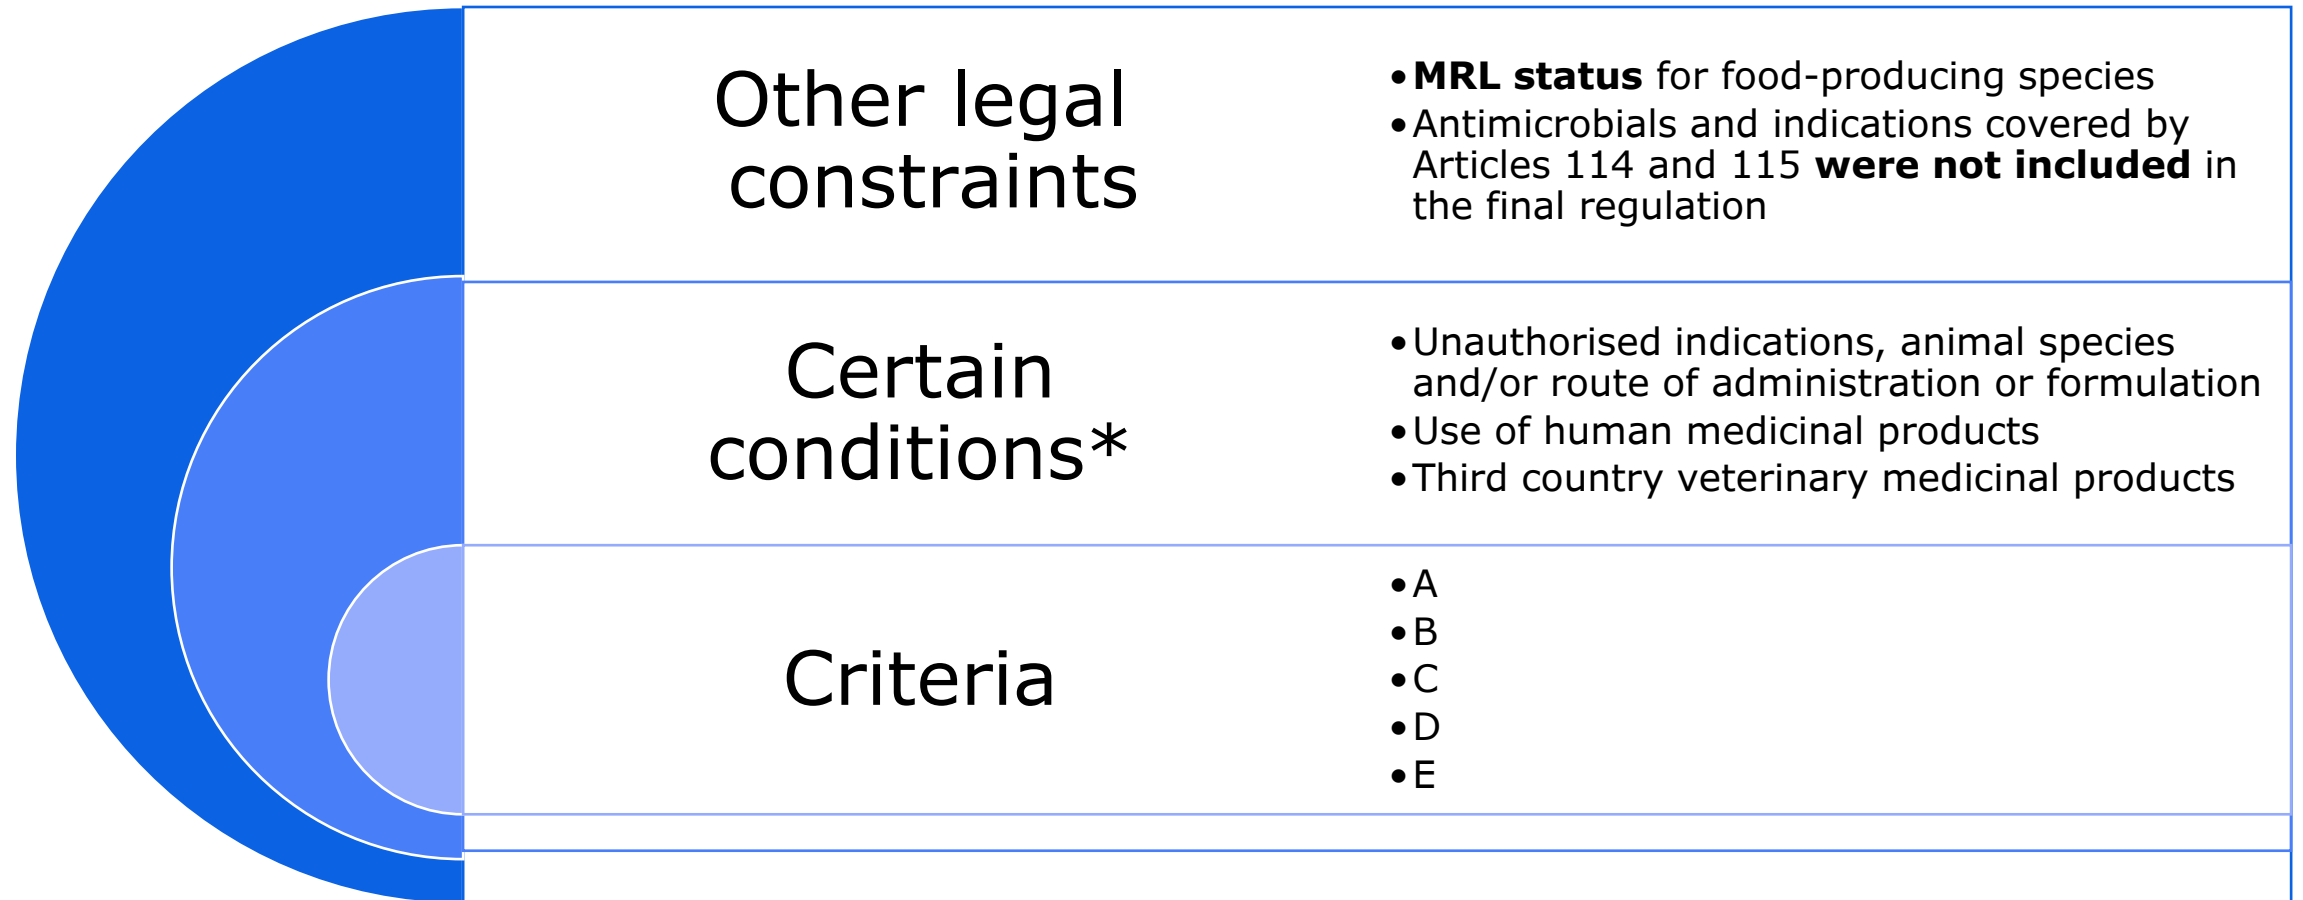 Other legal
constraints
•MRL status for food-producing species
•Antimicrobials and indications covered by
Articles 114 and 115 were not included in
the final regulation
Certain
conditions*
•Unauthorised indications, animal species
and/or route of administration or formulation
•Use of human medicinal products
•Third country veterinary medicinal products
Criteria
•A
•B
•C
•D
•E